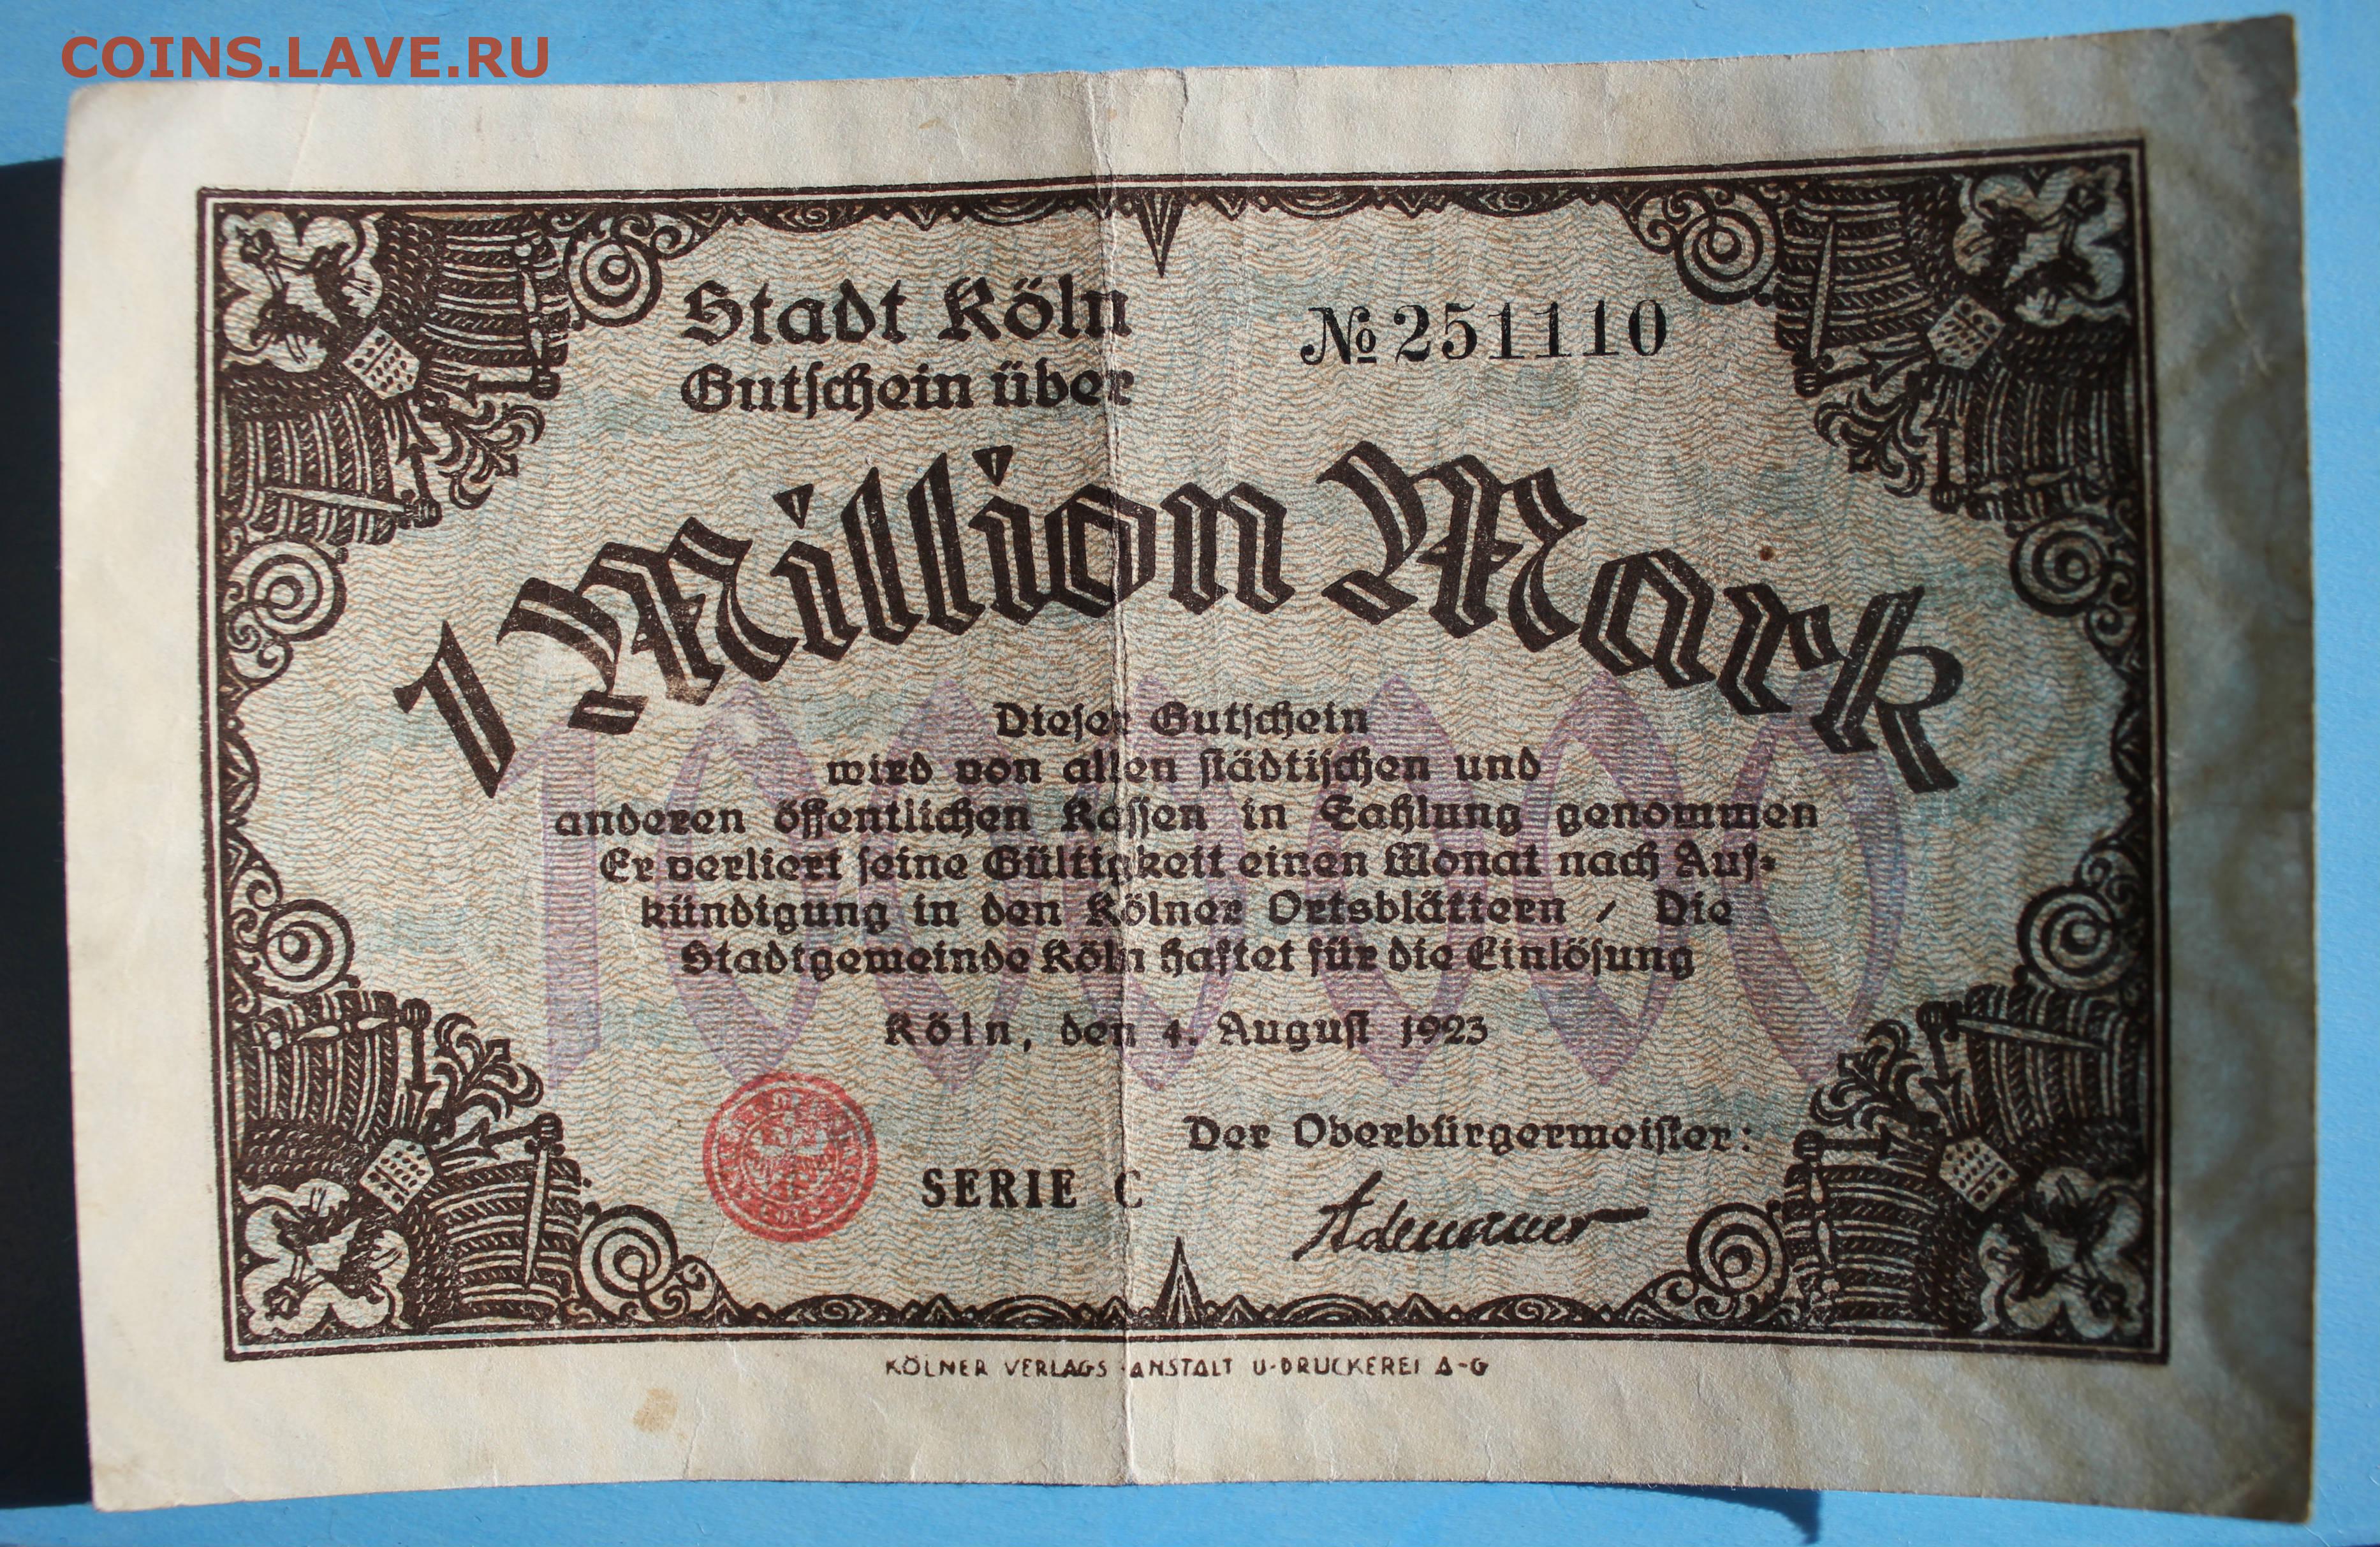 COINS.LAVE.RU
Stadt Köln
Gutschein über
№ 251110
1 Million Mark
1000000
Dieser Gutschein
wird von allen städtischen und
anderen öffentlichen Kassen in Zahlung genommen
Er verliert seine Gültigkeit einen Monat nach Auf-
kündigung in den Kölner Ortsblättern / Die
Stadtgemeinde Köln haftet für die Einlösung
Köln, den 4. August 1923
Der Oberbürgermeister:
SERIE C
Adenauer
KÖLNER VERLAGS-ANSTALT U-DRUCKEREI A-G